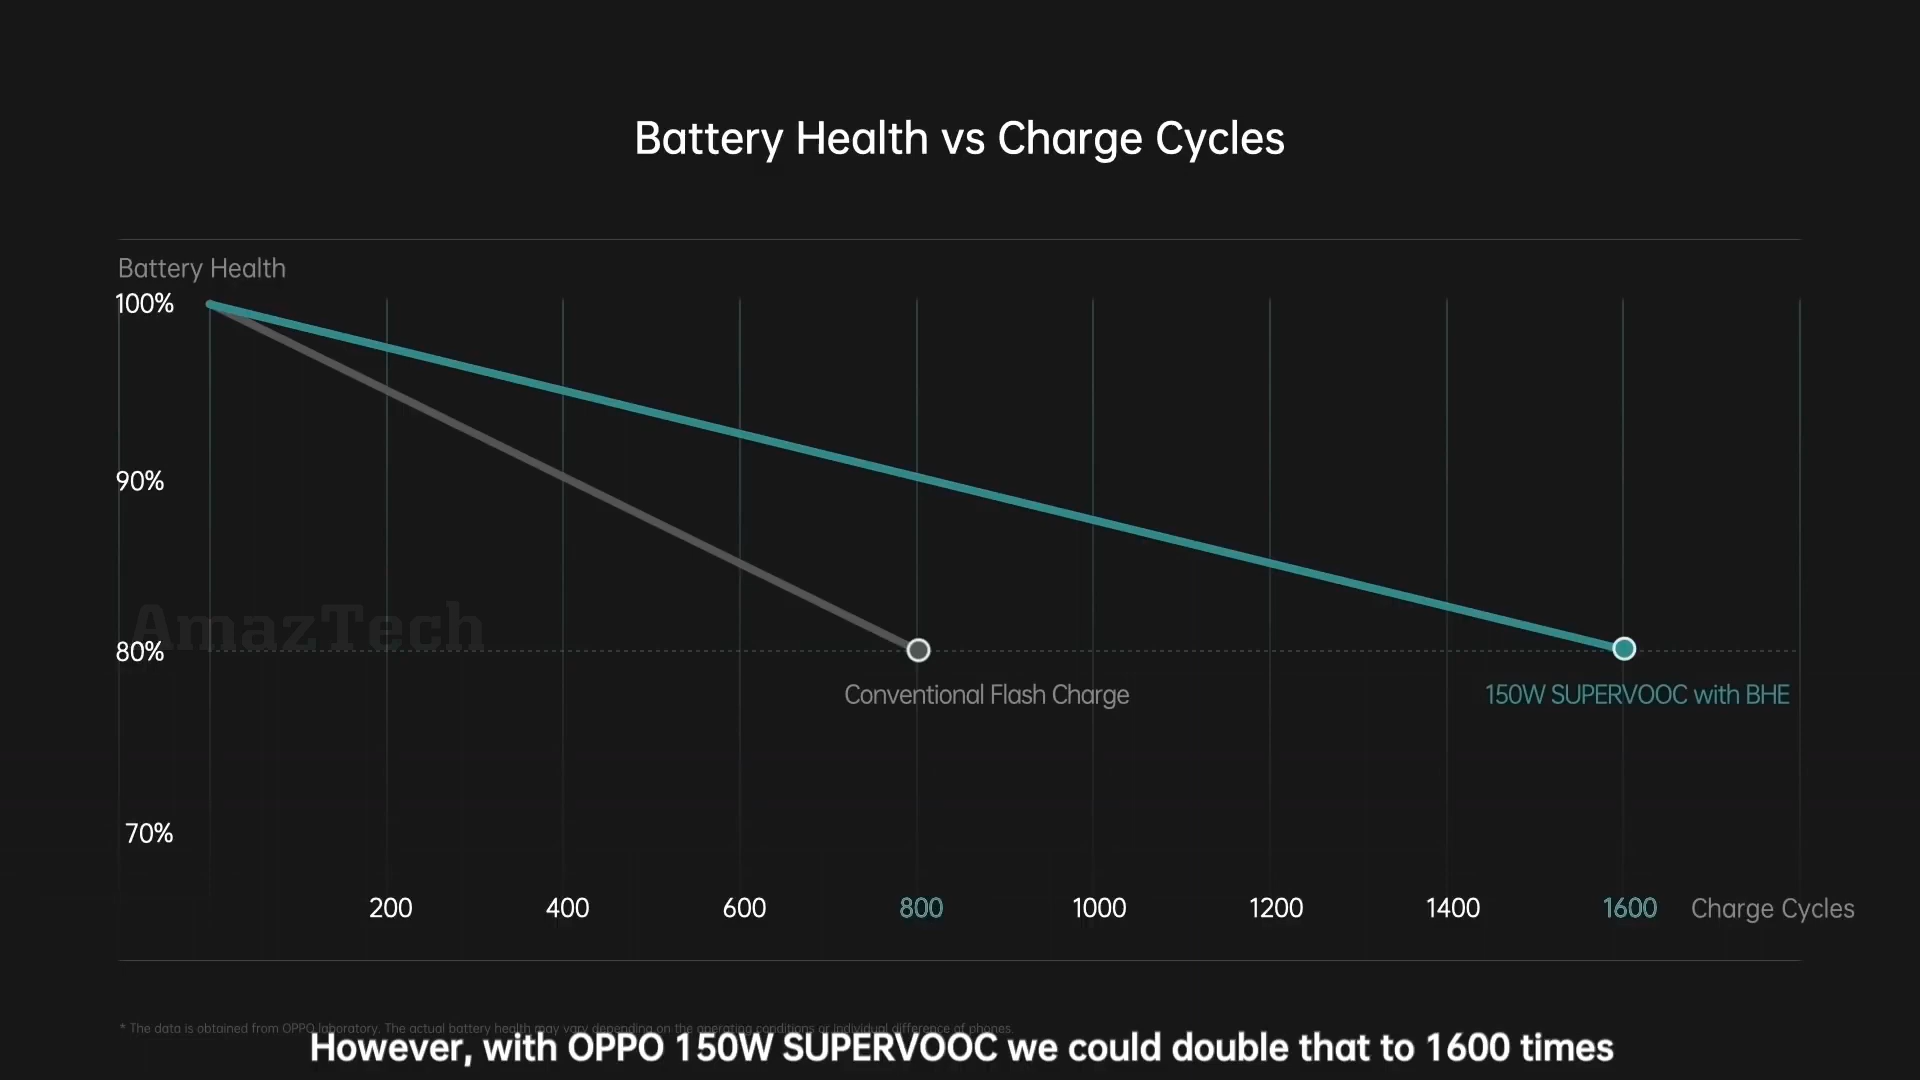 Battery Health vs Charge Cycles
Battery Health
100%
90%
AmazTech
80%
Conventional Flash Charge
150W SUPERVOOC with BHE
70%
200 400 600 800 1000 1200 1400 1600 Charge Cycles
* The data is obtained from OPPO laboratory. The actual battery health may vary depending on the operating conditions or individual difference of phones.
However, with OPPO 150W SUPERVOOC we could double that to 1600 times